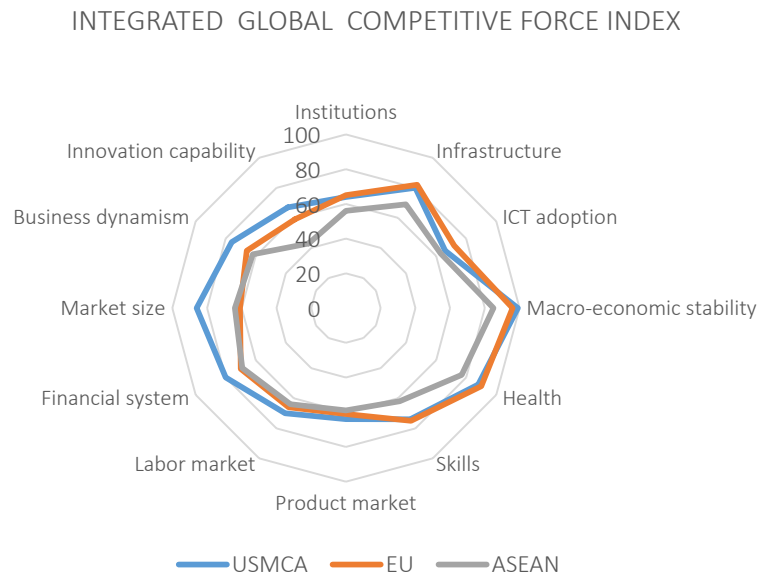 INTEGRATED GLOBAL COMPETITIVE FORCE INDEX
Institutions
100
Innovation capability
Infrastructure
80
60
Business dynamism
ICT adoption
40
20
Market size
0
Macro-economic stability
Financial system
Health
Labor market
Skills
Product market
USMCA EU ASEAN